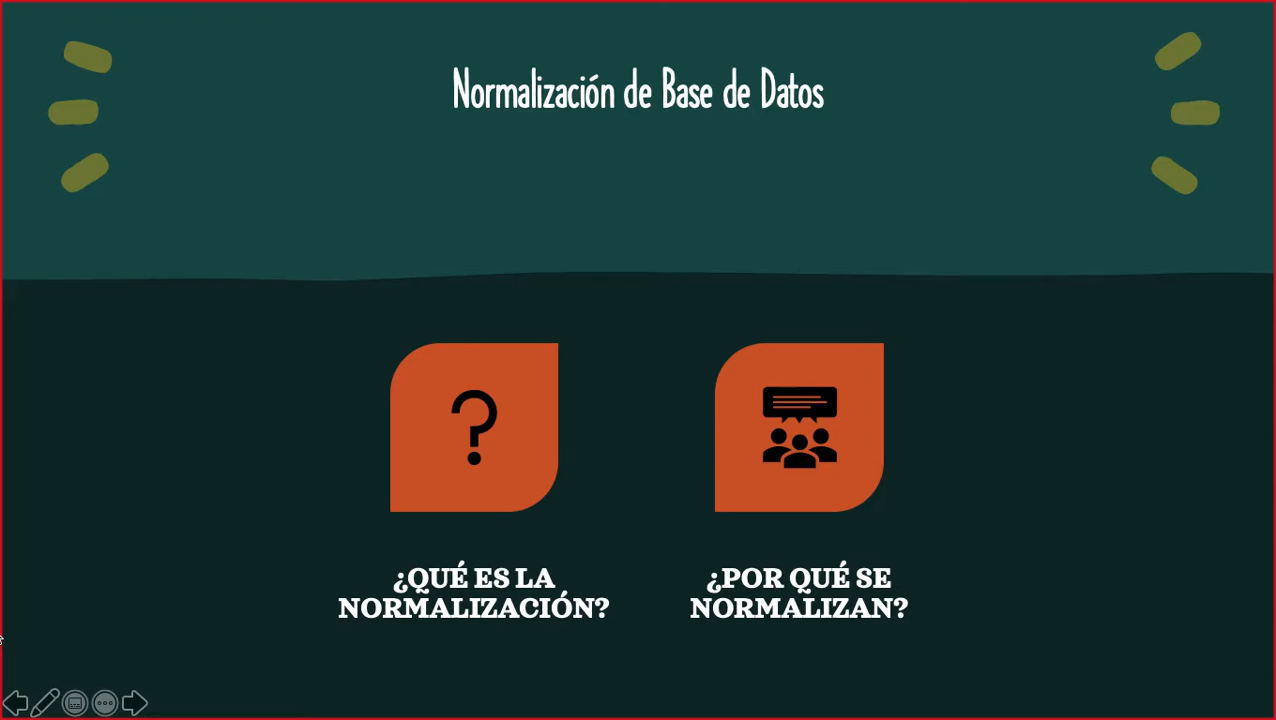 Normalización de Base de Datos
¿QUÉ ES LA
NORMALIZACIÓN?
¿POR QUÉ SE
NORMALIZAN?